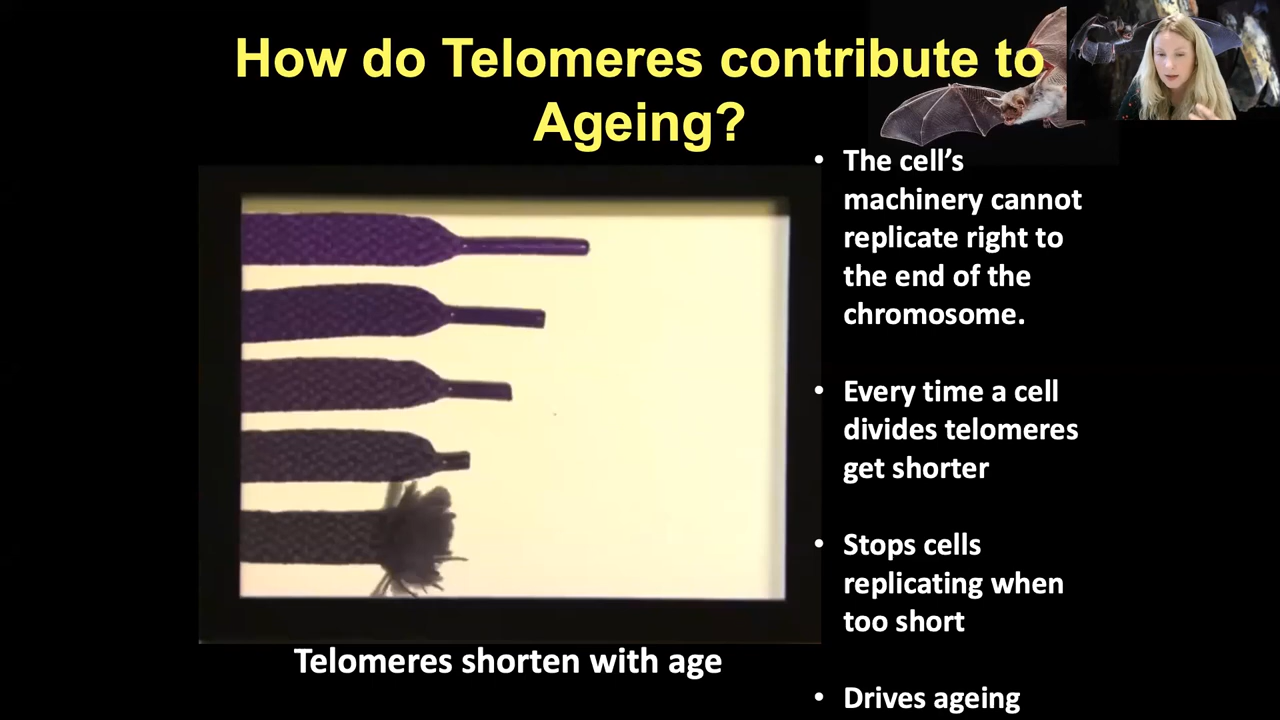 How do Telomeres contribute to
Ageing?
• The cell’s
machinery cannot
replicate right to
the end of the
chromosome.
• Every time a cell
divides telomeres
get shorter
• Stops cells
replicating when
too short
• Drives ageing
Telomeres shorten with age